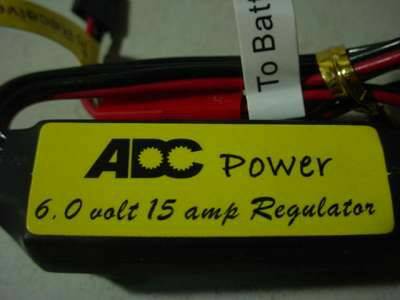 To Batt
ADC Power
6.0 volt 15 amp Regulator